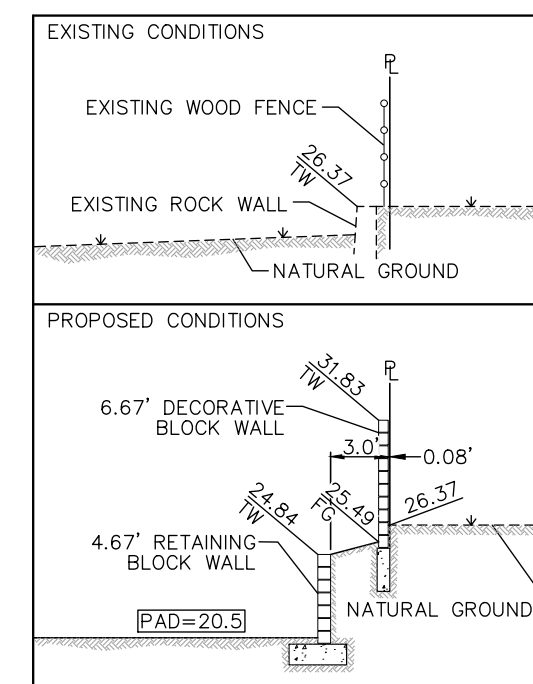 EXISTING CONDITIONS
PL
EXISTING WOOD FENCE
26.37
TW
EXISTING ROCK WALL
NATURAL GROUND
PROPOSED CONDITIONS
PL
31.83
TW
6.67' DECORATIVE
BLOCK WALL
3.0'
0.08'
24.84
TW
25.49
FG
26.37
4.67' RETAINING
BLOCK WALL
PAD=20.5
NATURAL GROUND